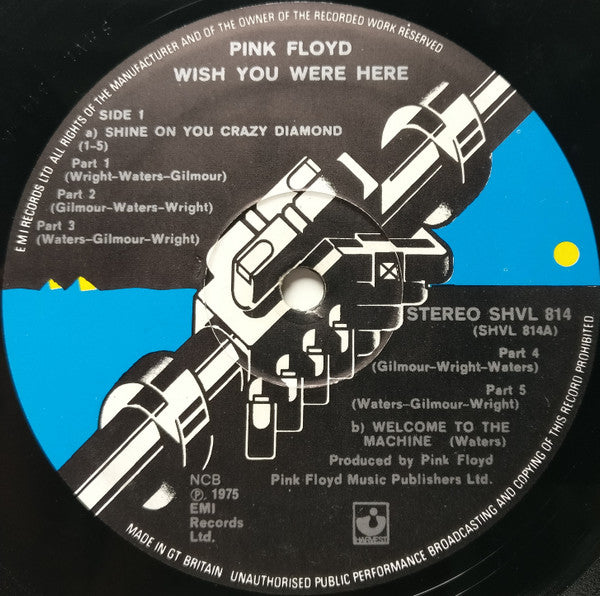 EMI RECORDS LTD ALL RIGHTS OF THE MANUFACTURER AND OF THE OWNER OF THE RECORDED WORK RESERVED
PINK FLOYD
WISH YOU WERE HERE
SIDE 1
a) SHINE ON YOU CRAZY DIAMOND
(1-5)
Part 1
(Wright-Waters-Gilmour)
Part 2
(Gilmour-Waters-Wright)
Part 3
(Waters-Gilmour-Wright)
STEREO SHVL 814
(SHVL 814A)
Part 4
(Gilmour-Wright-Waters)
Part 5
(Waters-Gilmour-Wright)
b) WELCOME TO THE
MACHINE (Waters)
Produced by Pink Floyd
Pink Floyd Music Publishers Ltd.
NCB
℗ 1975
EMI
Records
Ltd.
HARVEST
MADE IN GT BRITAIN UNAUTHORISED PUBLIC PERFORMANCE BROADCASTING AND COPYING OF THIS RECORD PROHIBITED